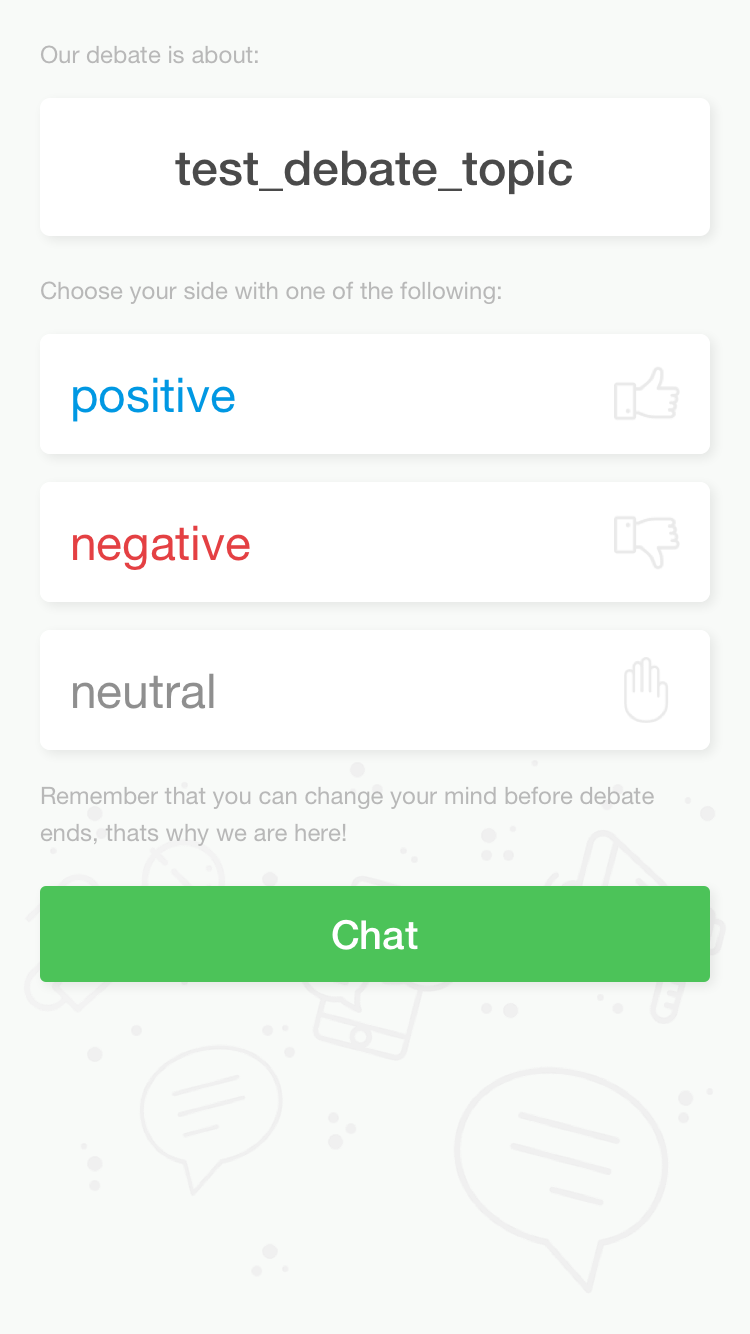 Our debate is about:
test_debate_topic
Choose your side with one of the following:
positive
negative
neutral
Remember that you can change your mind before debate
ends, thats why we are here!
Chat